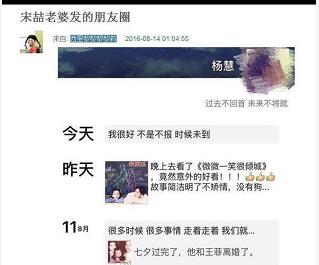 宋喆老婆发的朋友圈
来自: 2016-08-14 01:04:55
杨慧
过去不回首 未来不将就
今天
我很好 不是不报 时候未到
昨天
晚上去看了《微微一笑很倾城》
，竟然意外的好看！！！👍👍👍
故事简洁明了不矫情，没有狗...
11 8月
很多时候 很多事情 走着走着 我们就...
七夕过完了，他和王菲离婚了。